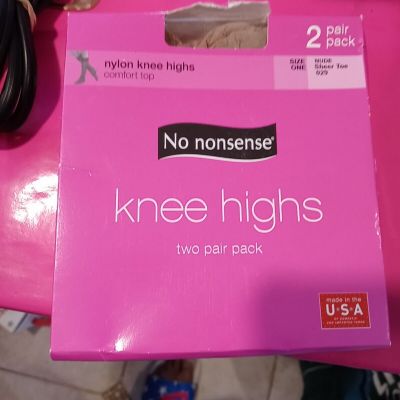 2 pair
pack
nylon knee highs
comfort top
SIZE
ONE
NUDE
Sheer Toe
029
No nonsense®
knee highs
two pair pack
made in the
U·S·A